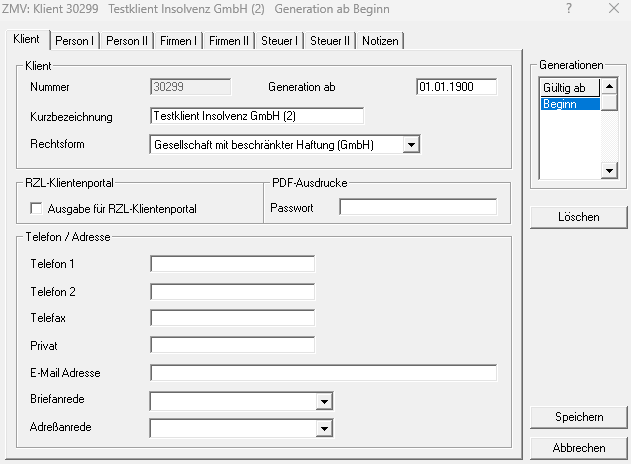 ZMV: Klient 30299 Testklient Insolvenz GmbH (2) Generation ab Beginn ?
Klient Person I Person II Firmen I Firmen II Steuer I Steuer II Notizen
Klient
Nummer 30299 Generation ab 01.01.1900
Kurzbezeichnung Testklient Insolvenz GmbH (2)
Rechtsform Gesellschaft mit beschränkter Haftung (GmbH)
RZL-Klientenportal
Ausgabe für RZL-Klientenportal
PDF-Ausdrucke
Passwort
Telefon / Adresse
Telefon 1
Telefon 2
Telefax
Privat
E-Mail Adresse
Briefanrede
Adreßanrede
Generationen
Gültig ab
Beginn
Löschen
Speichern
Abbrechen